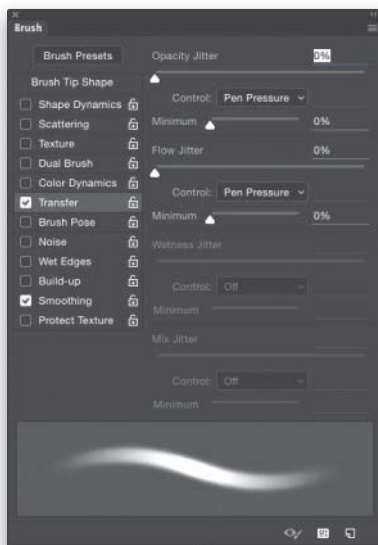 Brush
Brush Presets
Brush Tip Shape
Shape Dynamics
Scattering
Texture
Dual Brush
Color Dynamics
Transfer
Brush Pose
Noise
Wet Edges
Build-up
Smoothing
Protect Texture
Opacity Jitter 0%
Control: Pen Pressure
Minimum 0%
Flow Jitter 0%
Control: Pen Pressure
Minimum 0%
Wetness Jitter
Control: Off
Minimum
Mix Jitter
Control: Off
Minimum